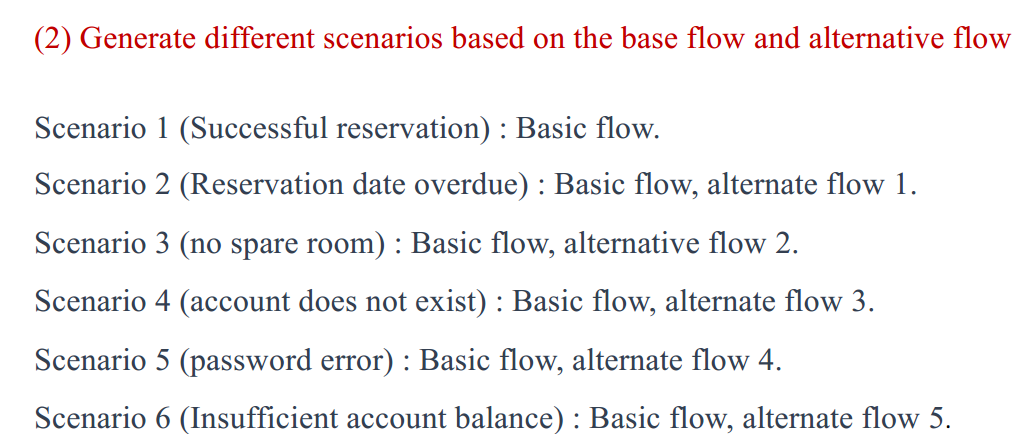 (2) Generate different scenarios based on the base flow and alternative flow
Scenario 1 (Successful reservation) : Basic flow.
Scenario 2 (Reservation date overdue) : Basic flow, alternate flow 1.
Scenario 3 (no spare room) : Basic flow, alternative flow 2.
Scenario 4 (account does not exist) : Basic flow, alternate flow 3.
Scenario 5 (password error) : Basic flow, alternate flow 4.
Scenario 6 (Insufficient account balance) : Basic flow, alternate flow 5.